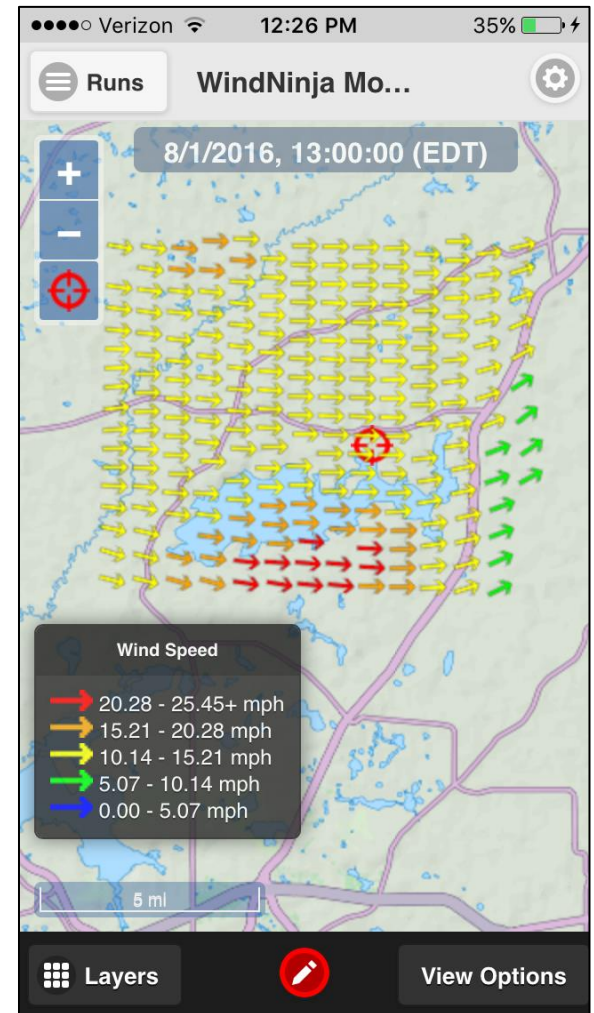 Verizon 12:26 PM 35%
Runs WindNinja Mo...
8/1/2016, 13:00:00 (EDT)
+
−
Wind Speed
20.28 - 25.45+ mph
15.21 - 20.28 mph
10.14 - 15.21 mph
5.07 - 10.14 mph
0.00 - 5.07 mph
5 mi
Layers View Options